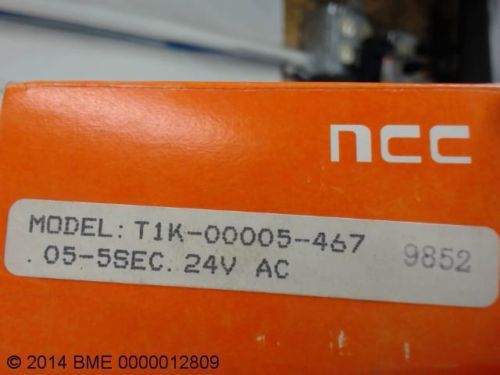 ncc
MODEL: T1K-00005-467
.05-5SEC. 24V AC 9852
© 2014 BME 0000012809